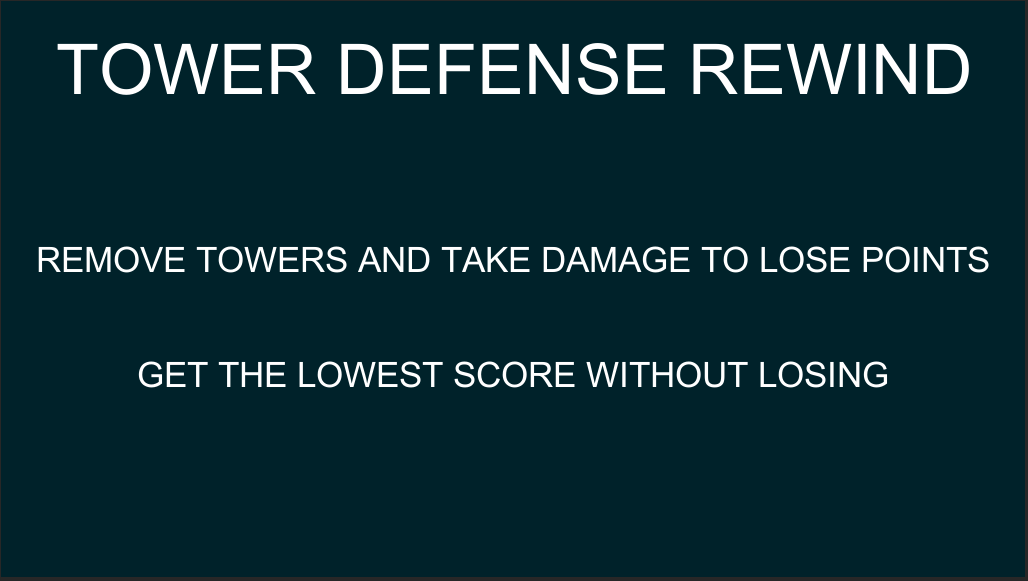 TOWER DEFENSE REWIND
REMOVE TOWERS AND TAKE DAMAGE TO LOSE POINTS
GET THE LOWEST SCORE WITHOUT LOSING